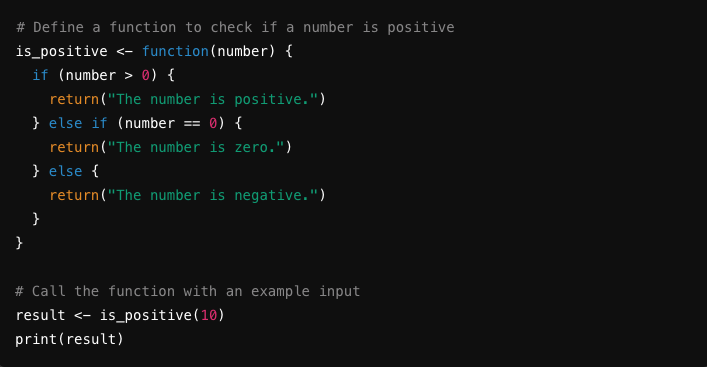 # Define a function to check if a number is positive
is_positive <- function(number) {
  if (number > 0) {
    return("The number is positive.")
  } else if (number == 0) {
    return("The number is zero.")
  } else {
    return("The number is negative.")
  }
}

# Call the function with an example input
result <- is_positive(10)
print(result)